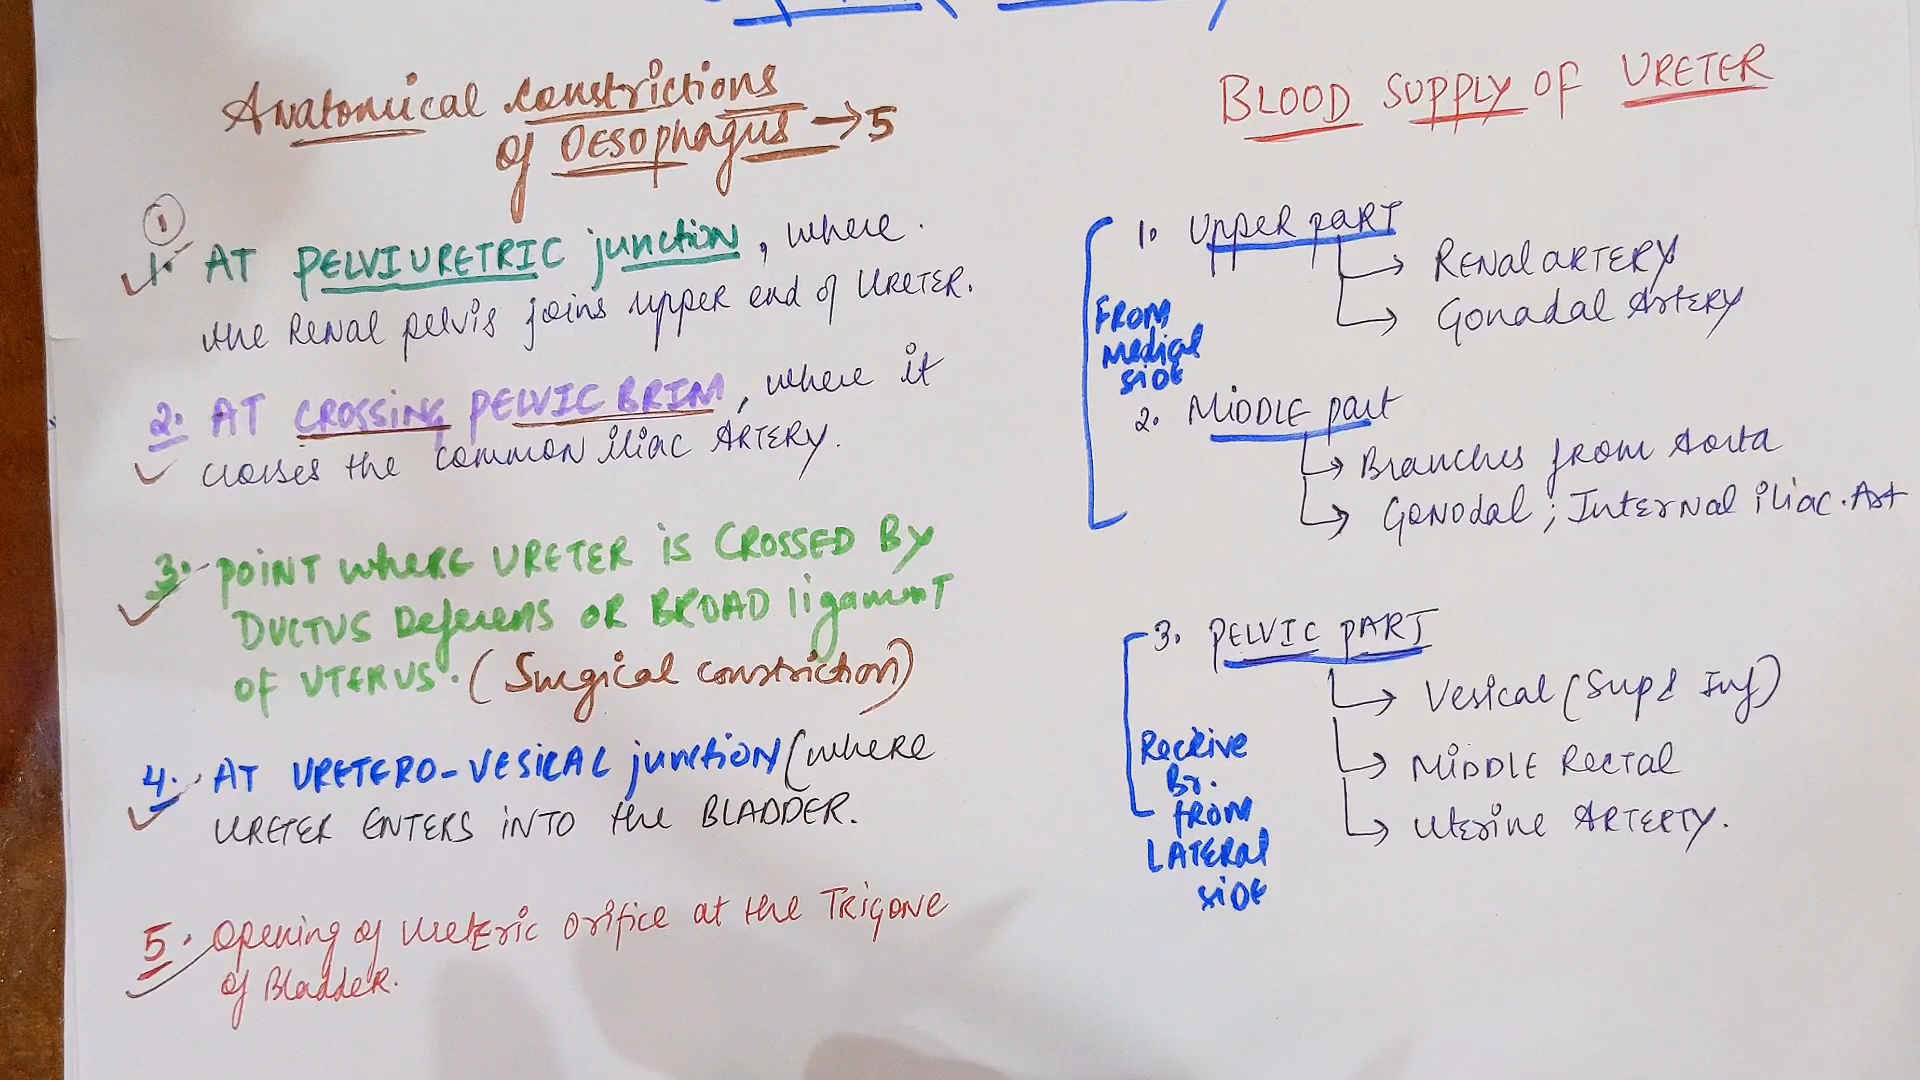 Anatomical constrictions
of OEsophagus → 5
①
1. AT PELVIURETRIC junction, where
the Renal pelvis joins upper end of URETER.
2. AT CROSSING PELVIC BRIM, where it
crosses the common iliac ARTERY.
3. POINT where URETER is CROSSED By
DUCTUS Deferens OR BROAD ligament
OF UTERUS. (Surgical constriction)
4. AT URETERO-VESICAL junction (where
URETER ENTERS INTO the BLADDER.
5. Opening of Ureteric orifice at the Trigone
of Bladder.
BLOOD SUPPLY OF URETER
1. Upper part
→ Renal ARTERY
→ Gonadal Artery
FROM
Medical
side
2. MIDDLE part
→ Branches from Aorta
→ Gonodal ; Internal iliac. Art
3. PELVIC PART
→ Vesical (Sup & Inf)
→ MIDDLE Rectal
→ Uterine ARTERTY.
Receive
Br.
from
LATERal
side